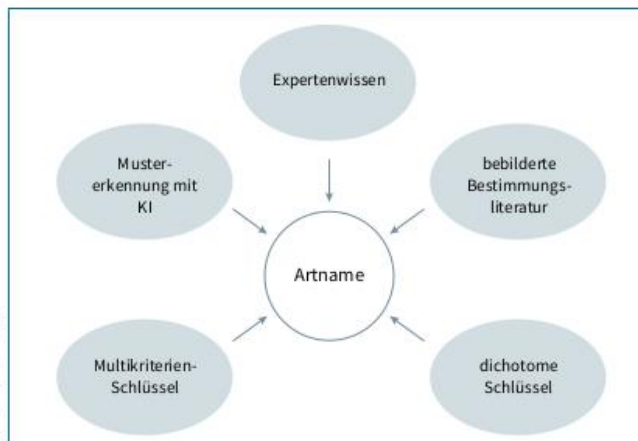 Expertenwissen
Muster-
erkennung mit
KI
bebilderte
Bestimmungs-
literatur
Artname
Multikriterien-
Schlüssel
dichotome
Schlüssel